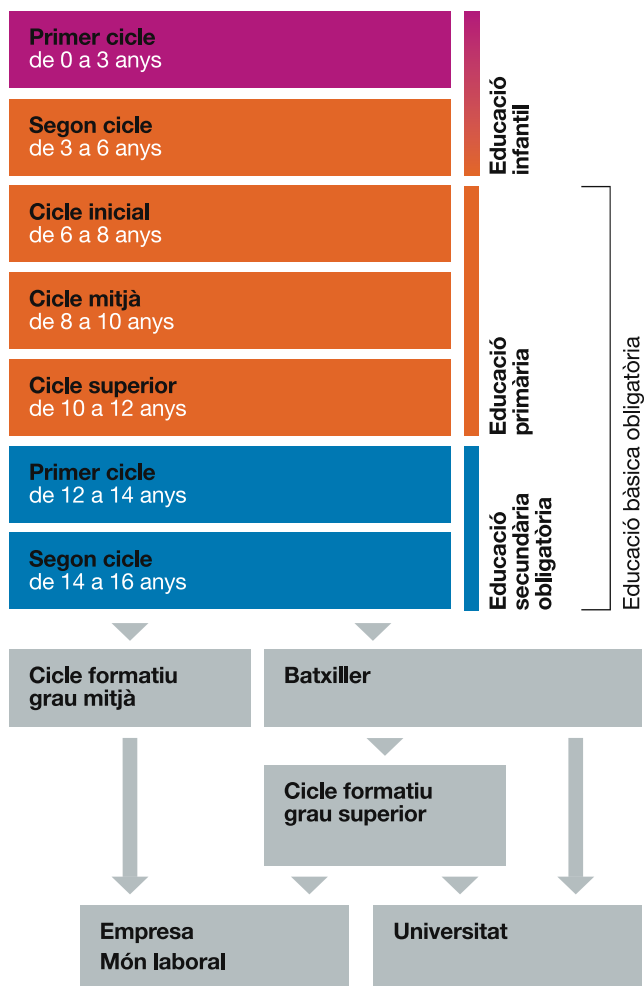 Primer cicle
de 0 a 3 anys
Segon cicle
de 3 a 6 anys
Educació
infantil
Cicle inicial
de 6 a 8 anys
Cicle mitjà
de 8 a 10 anys
Cicle superior
de 10 a 12 anys
Educació
primària
Primer cicle
de 12 a 14 anys
Segon cicle
de 14 a 16 anys
Educació
secundària
obligatòria
Educació bàsica obligatòria
Cicle formatiu
grau mitjà
Batxiller
Cicle formatiu
grau superior
Empresa
Món laboral
Universitat